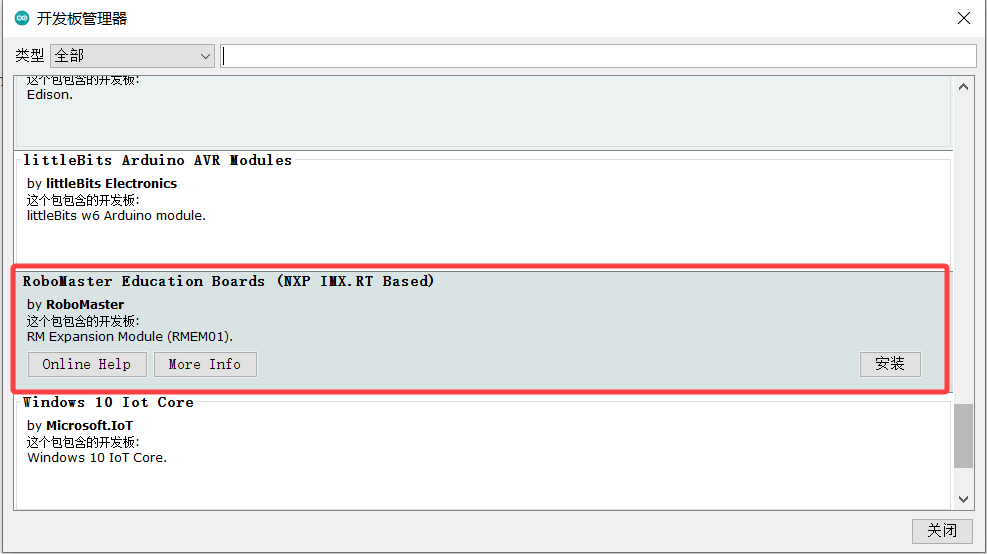 开发板管理器
类型 全部
这个包包含的开发板:
Edison.
littleBits Arduino AVR Modules
by littleBits Electronics
这个包包含的开发板:
littleBits w6 Arduino module.
RoboMaster Education Boards (NXP IMX.RT Based)
by RoboMaster
这个包包含的开发板:
RM Expansion Module (RMEM01).
Online Help More Info 安装
Windows 10 Iot Core
by Microsoft.IoT
这个包包含的开发板:
Windows 10 IoT Core.
关闭